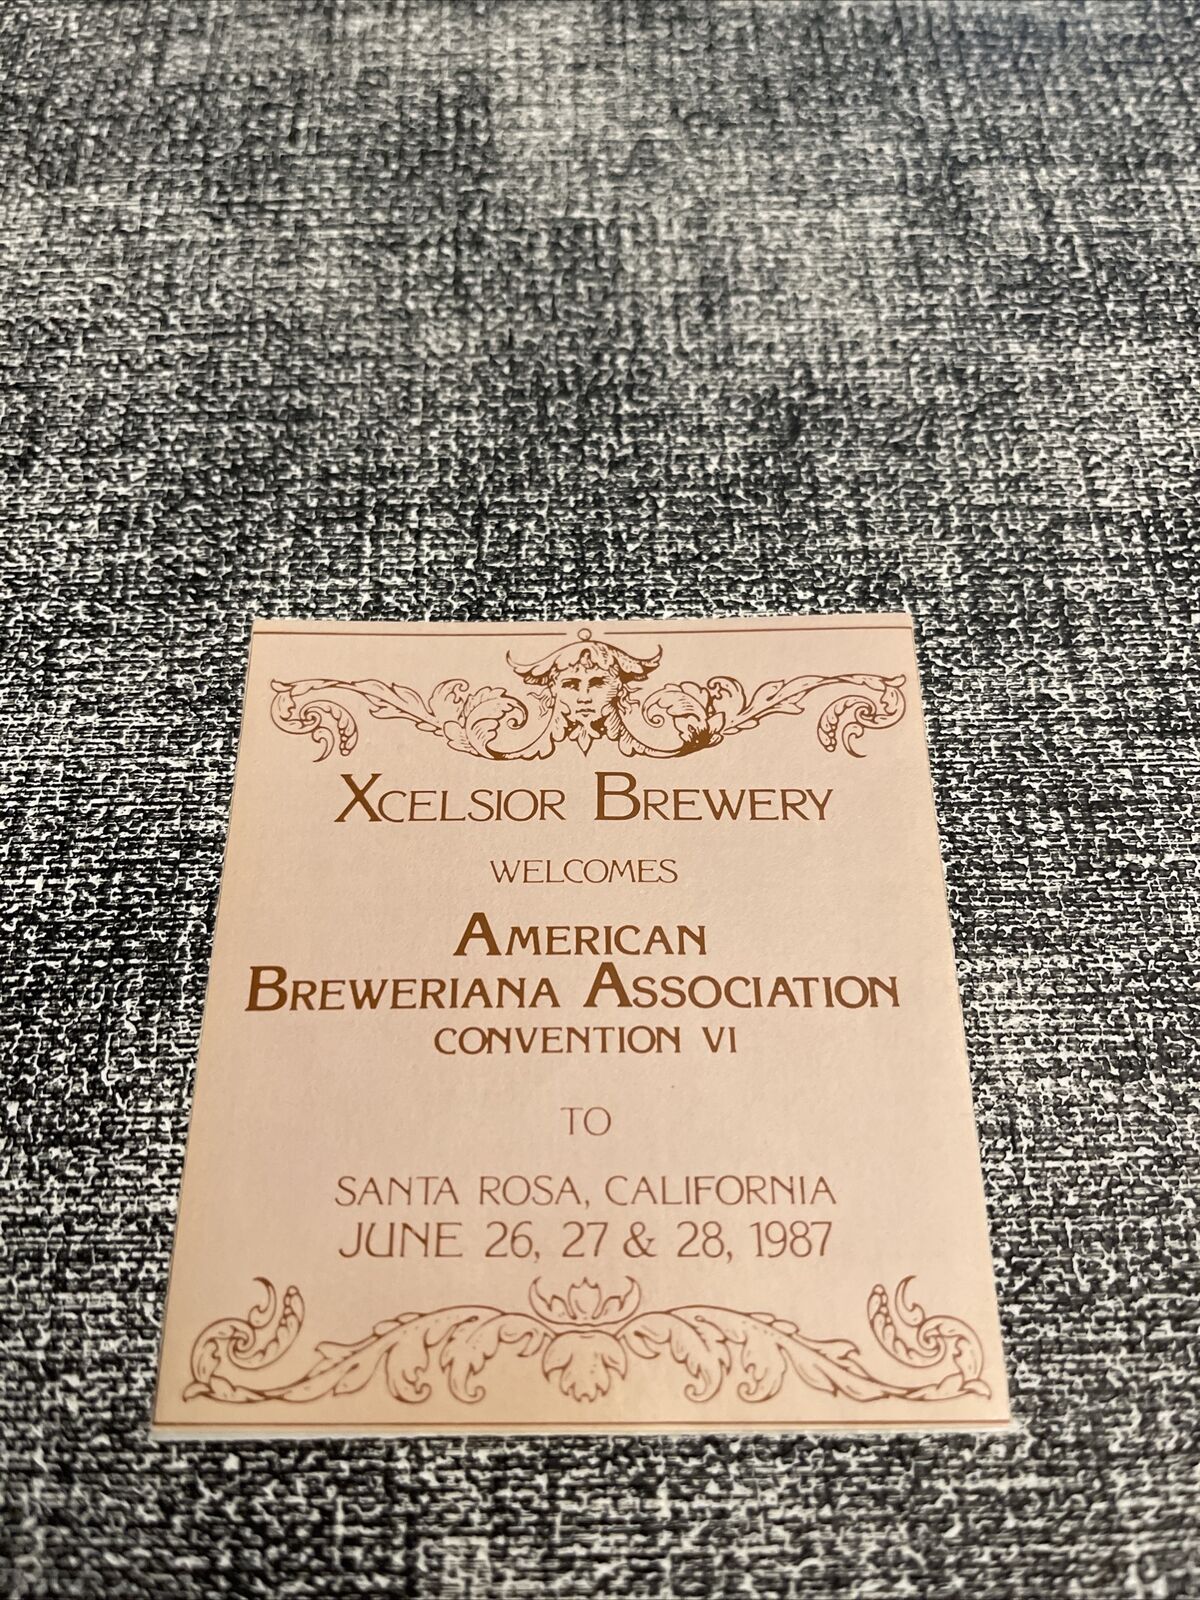 XCELSIOR BREWERY
WELCOMES
AMERICAN
BREWERIANA ASSOCIATION
CONVENTION VI
TO
SANTA ROSA, CALIFORNIA
JUNE 26, 27 & 28, 1987